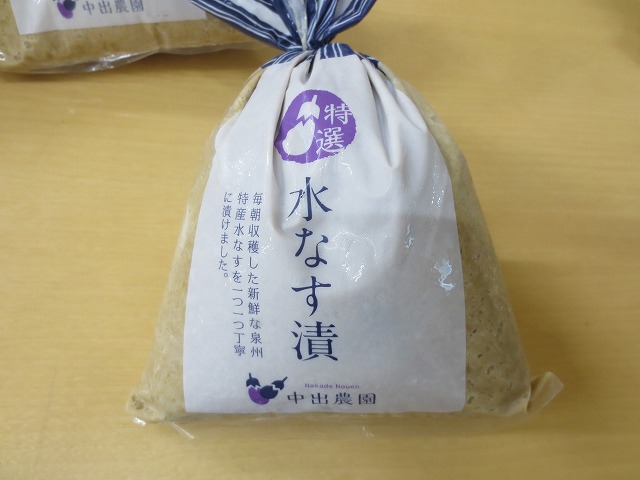 特選
水なす漬
毎朝収穫した新鮮な泉州
特産水なすを一つ一つ丁寧
に漬けました。
Nakade Nouen
中出農園
農園